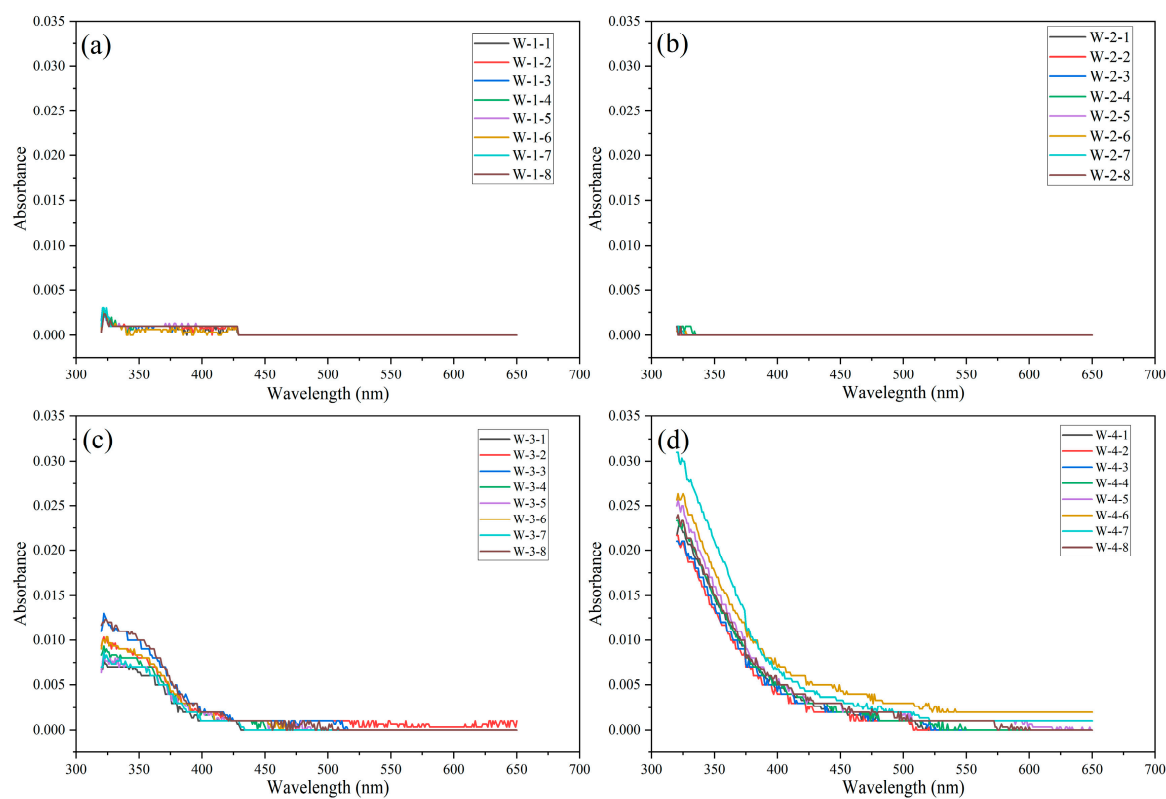 (a)
W-1-1
W-1-2
W-1-3
W-1-4
W-1-5
W-1-6
W-1-7
W-1-8
0.035
0.030
0.025
0.020
0.015
0.010
0.005
0.000
Absorbance
300 350 400 450 500 550 600 650 700
Wavelength (nm)
(b)
W-2-1
W-2-2
W-2-3
W-2-4
W-2-5
W-2-6
W-2-7
W-2-8
0.035
0.030
0.025
0.020
0.015
0.010
0.005
0.000
Absorbance
300 350 400 450 500 550 600 650 700
Wavelegnth (nm)
(c)
W-3-1
W-3-2
W-3-3
W-3-4
W-3-5
W-3-6
W-3-7
W-3-8
0.035
0.030
0.025
0.020
0.015
0.010
0.005
0.000
Absorbance
300 350 400 450 500 550 600 650 700
Wavelength (nm)
(d)
W-4-1
W-4-2
W-4-3
W-4-4
W-4-5
W-4-6
W-4-7
W-4-8
0.035
0.030
0.025
0.020
0.015
0.010
0.005
0.000
Absorbance
300 350 400 450 500 550 600 650 700
Wavelength (nm)